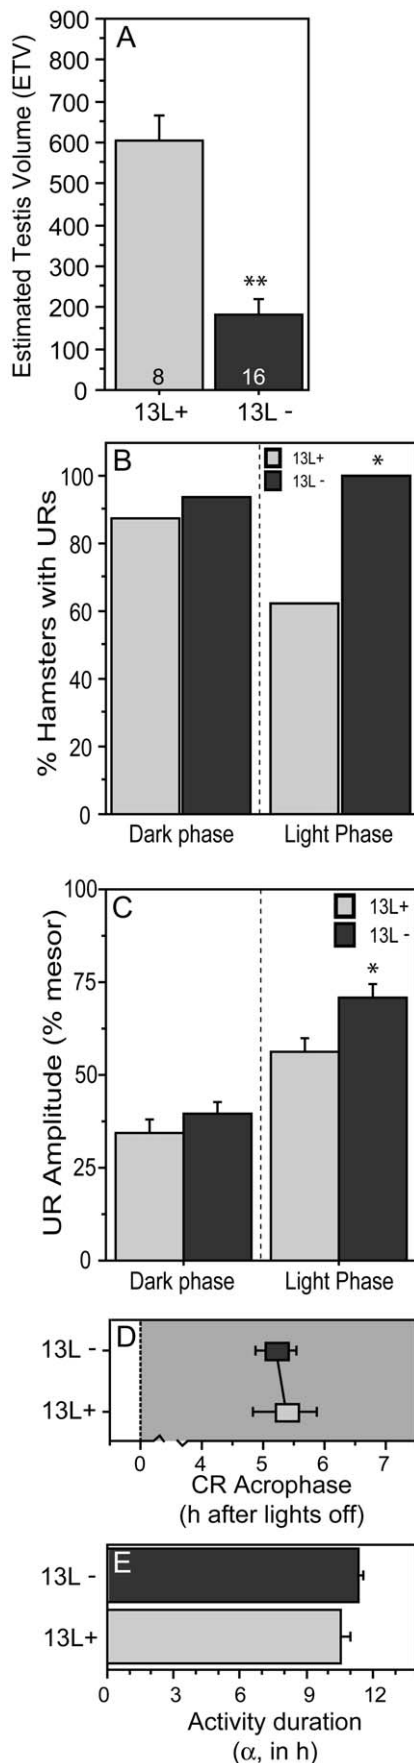 A
Estimated Testis Volume (ETV)
900
800
700
600
500
400
300
200
100
0
**
8
16
13L+
13L -
B
% Hamsters with URs
100
80
60
40
20
0
13L+
13L -
*
Dark phase
Light Phase
C
UR Amplitude (% mesor)
100
75
50
25
0
13L+
13L -
*
Dark phase
Light Phase
D
13L -
13L+
0 4 5 6 7
CR Acrophase
(h after lights off)
E
13L -
13L+
0 3 6 9 12
Activity duration
(α, in h)